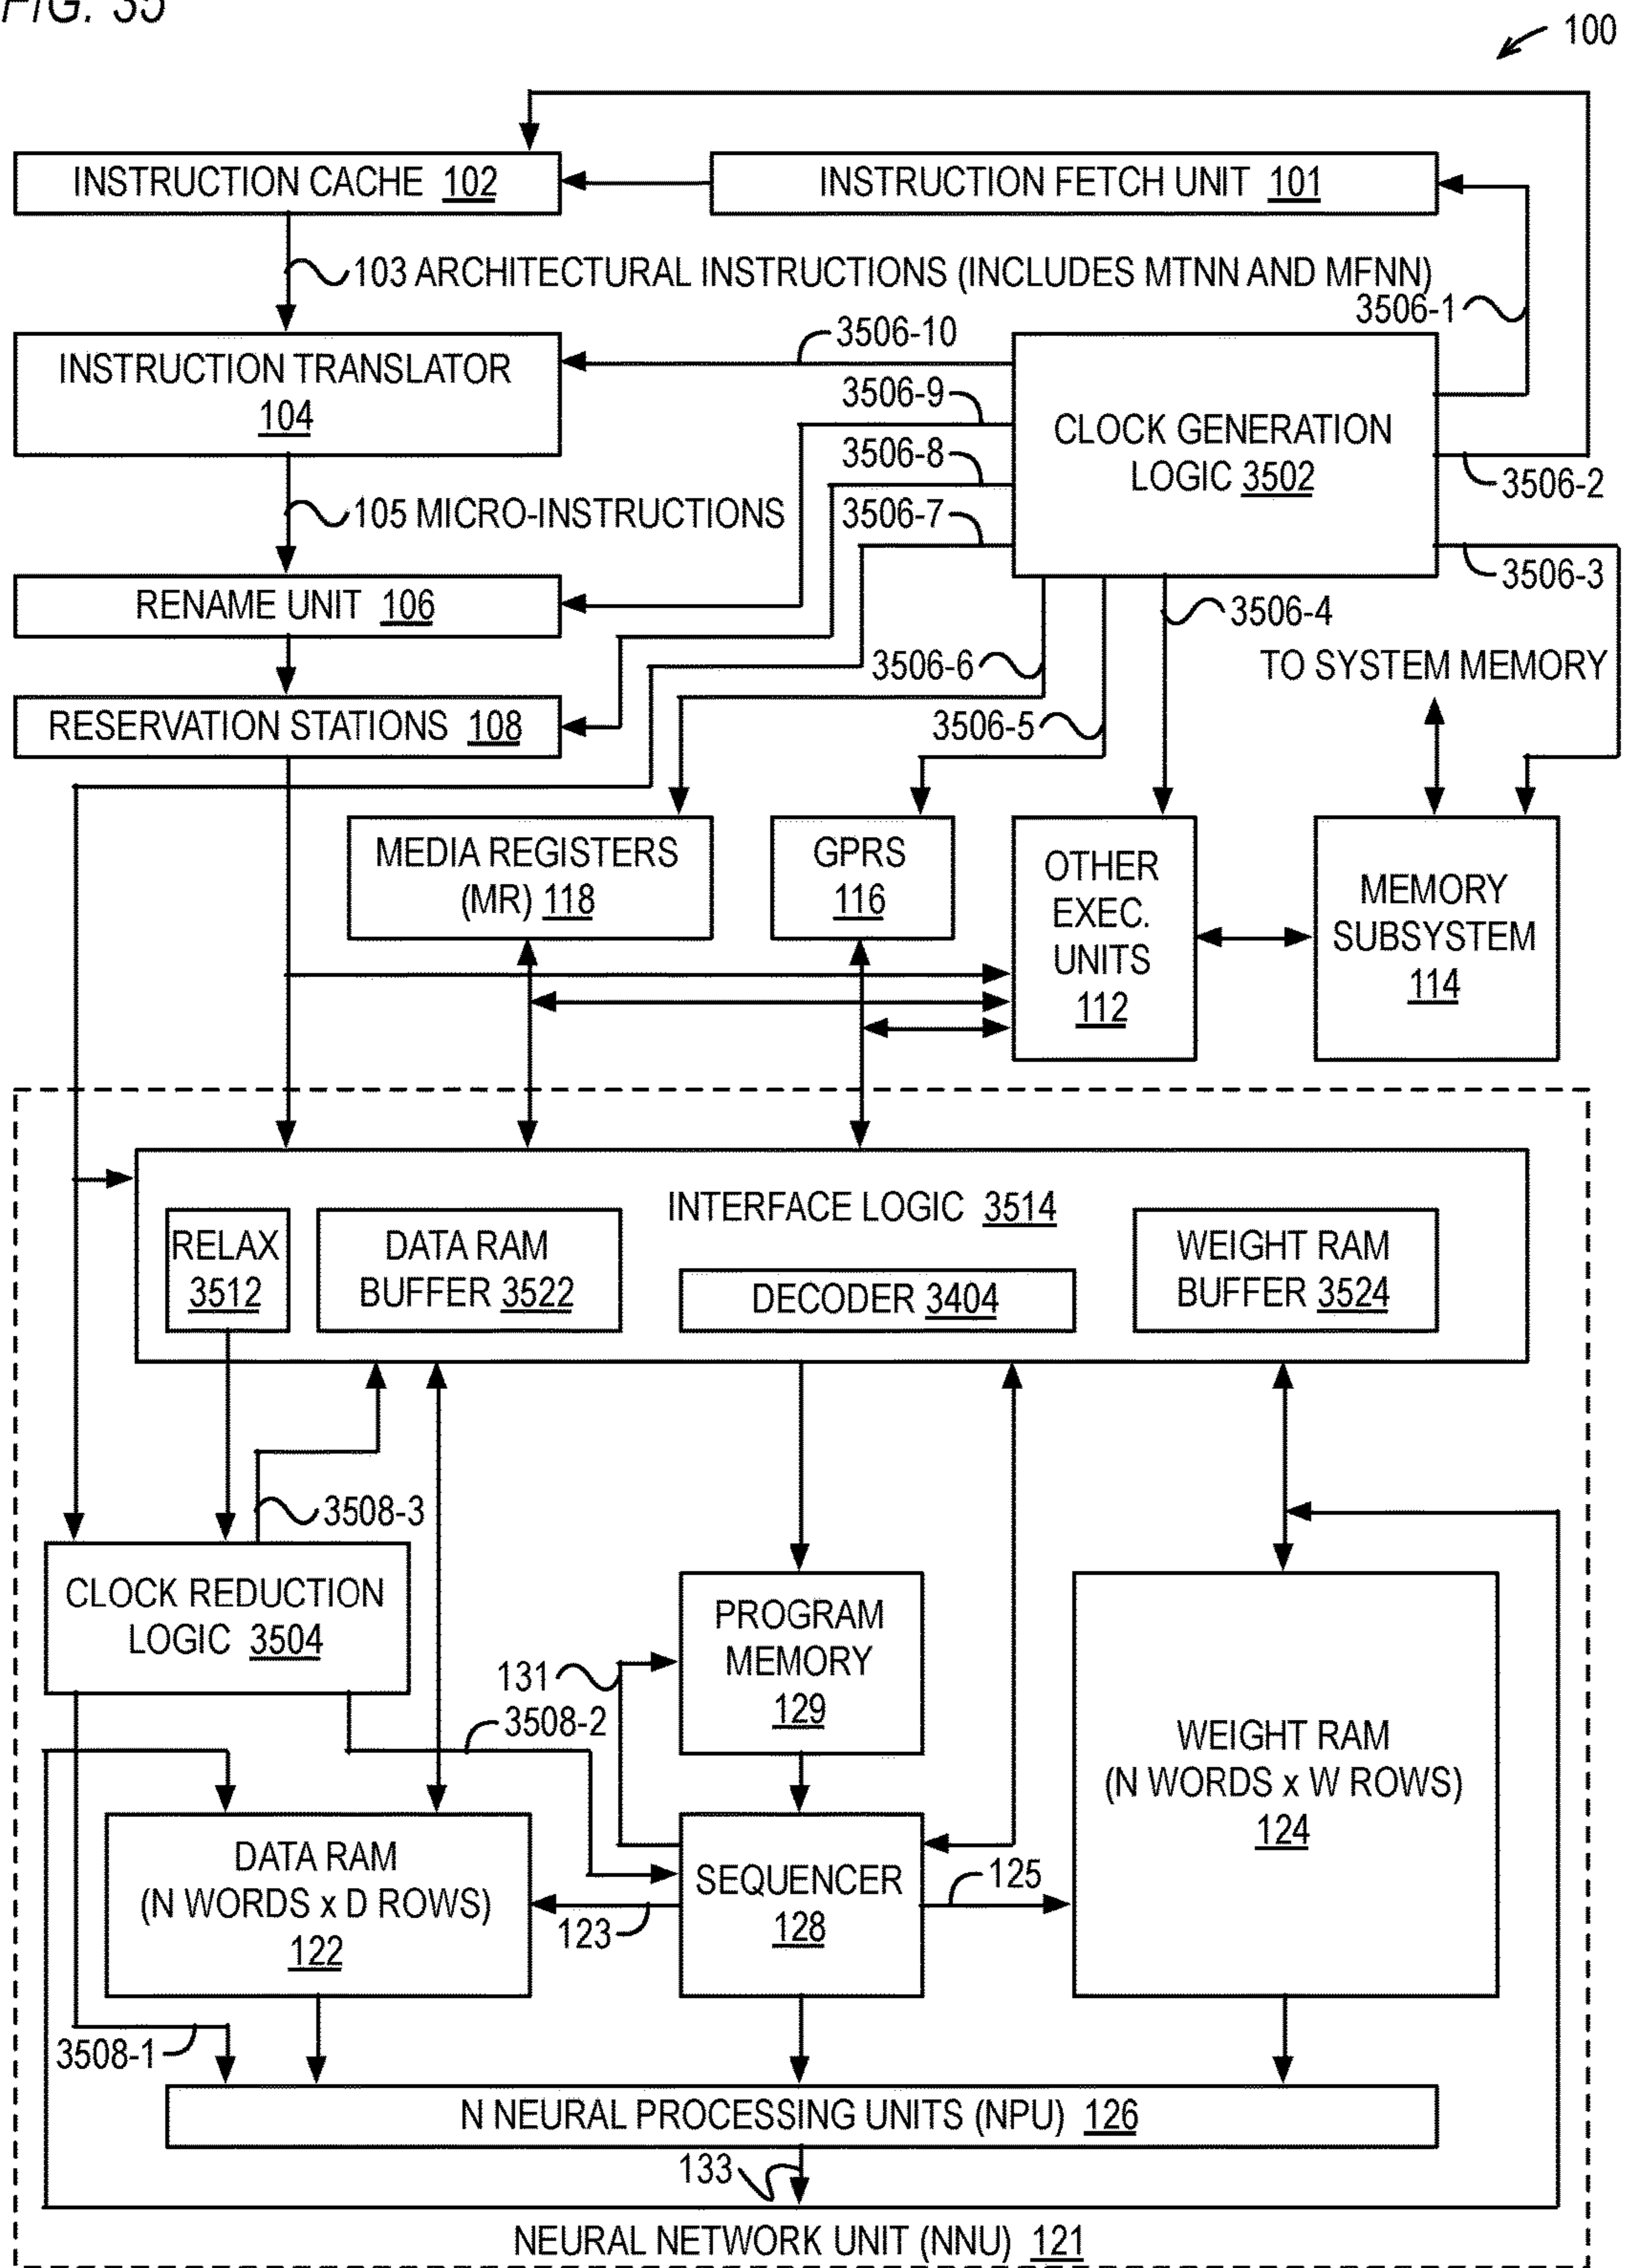 FIG. 35
100
INSTRUCTION CACHE 102
INSTRUCTION FETCH UNIT 101
103 ARCHITECTURAL INSTRUCTIONS (INCLUDES MTNN AND MFNN)
3506-1
3506-10
INSTRUCTION TRANSLATOR
104
3506-9
CLOCK GENERATION
LOGIC 3502
3506-8
3506-2
105 MICRO-INSTRUCTIONS
3506-7
3506-3
RENAME UNIT 106
3506-4
3506-6
TO SYSTEM MEMORY
RESERVATION STATIONS 108
3506-5
MEDIA REGISTERS
(MR) 118
GPRS
116
OTHER
EXEC.
UNITS
112
MEMORY
SUBSYSTEM
114
INTERFACE LOGIC 3514
RELAX
3512
DATA RAM
BUFFER 3522
DECODER 3404
WEIGHT RAM
BUFFER 3524
3508-3
CLOCK REDUCTION
LOGIC 3504
PROGRAM
MEMORY
129
131
3508-2
WEIGHT RAM
(N WORDS x W ROWS)
124
DATA RAM
(N WORDS x D ROWS)
122
SEQUENCER
128
125
123
3508-1
N NEURAL PROCESSING UNITS (NPU) 126
133
NEURAL NETWORK UNIT (NNU) 121